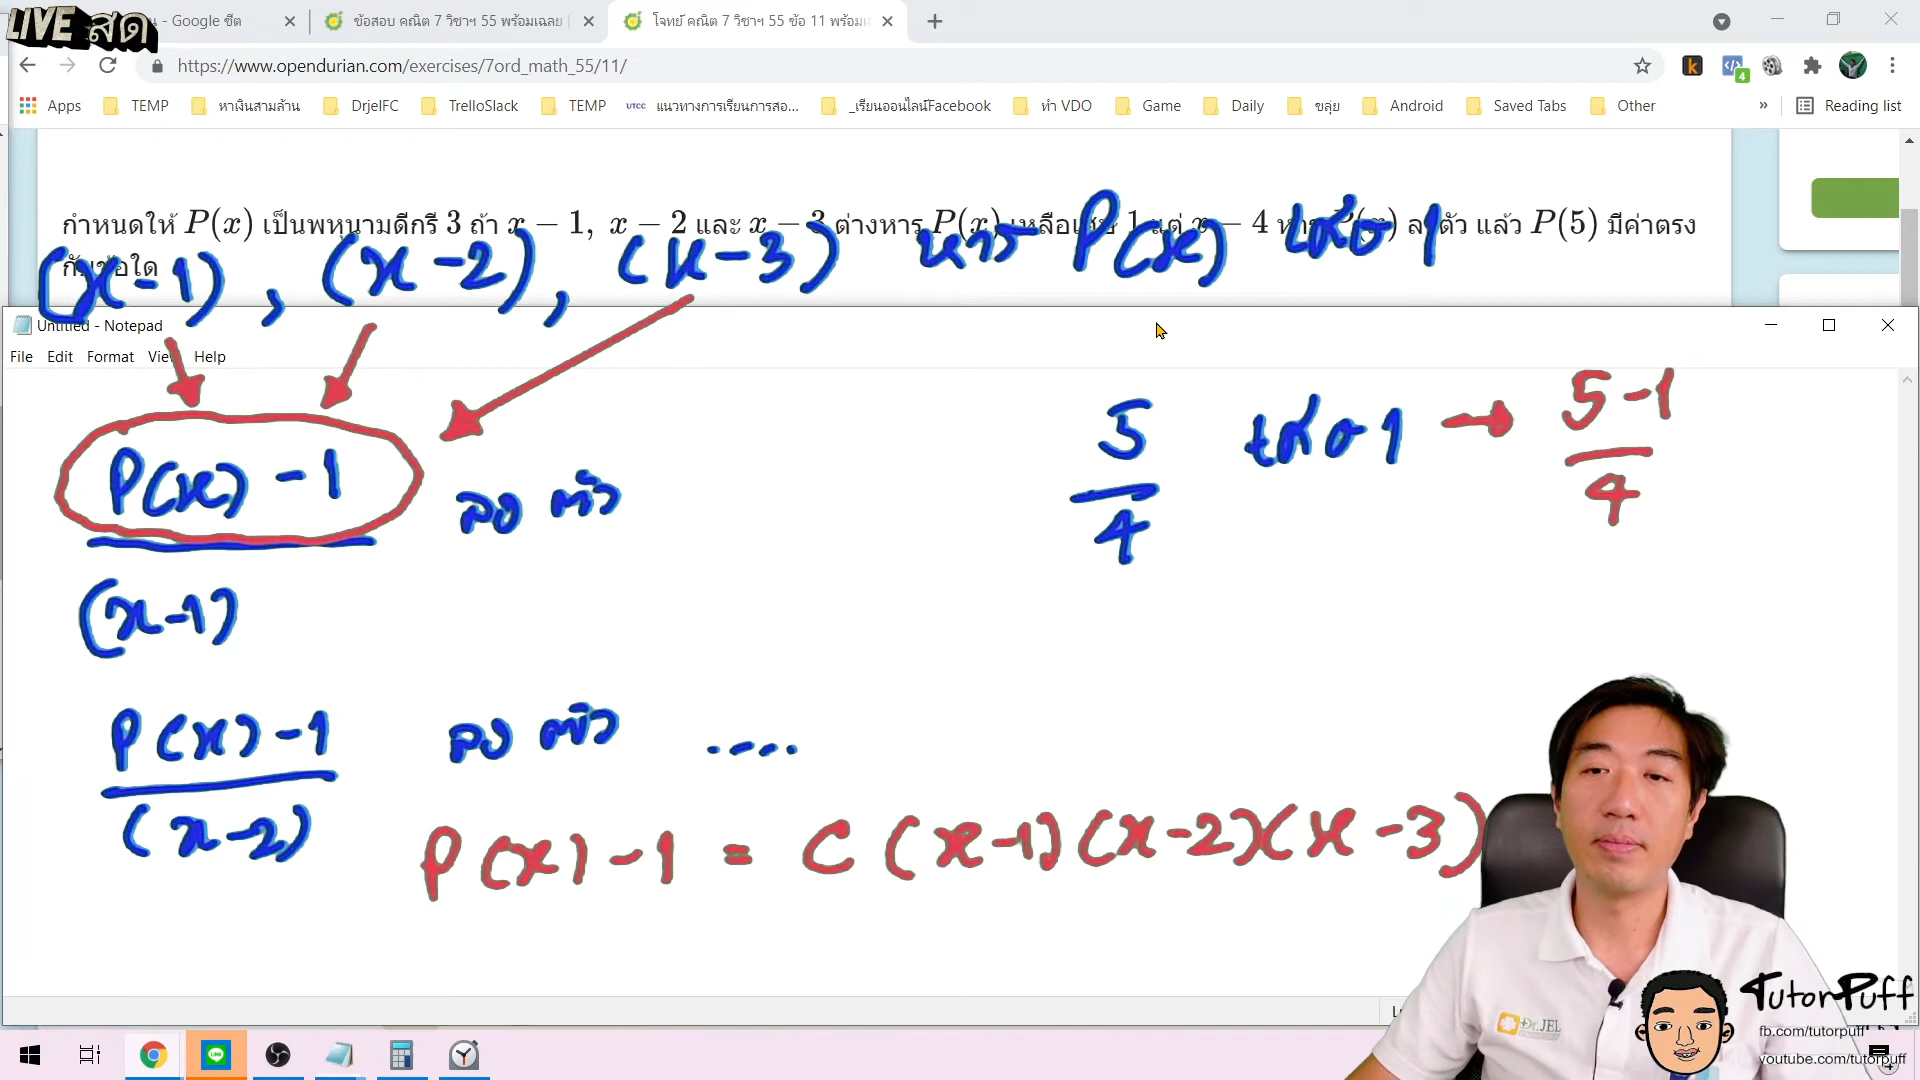 LIVE สด
น - Google ชีต
ข้อสอบ คณิต 7 วิชาฯ 55 พร้อมเฉลย |
โจทย์ คณิต 7 วิชาฯ 55 ข้อ 11 พร้อมเ
https://www.opendurian.com/exercises/7ord_math_55/11/
Apps TEMP หาเงินสามล้าน DrjelFC TrelloSlack TEMP UTCC แนวทางการเรียนการสอ... _เรียนออนไลน์Facebook ทำ VDO Game Daily ขลุ่ย Android Saved Tabs Other » Reading list
กำหนดให้ P(x) เป็นพหุนามดีกรี 3 ถ้า x − 1, x − 2 และ x − 3 ต่างหาร P(x) เหลือเศษ 1 แต่ x − 4 หาร P(x) ลงตัว แล้ว P(5) มีค่าตรง
กับข้อใด
(x-1) , (x-2) , (x-3) หาร P(x) เศษ 1
Untitled - Notepad
File Edit Format View Help
P(x) - 1 ลงตัว
(x-1)
5 เศษ 1 → 5-1
4 4
P(x) - 1 ลงตัว ....
(x-2)
P(x) - 1 = C (x-1)(x-2)(x-3)
Dr.JEL
TutorPuff
fb.com/tutorpuff
youtube.com/tutorpuff